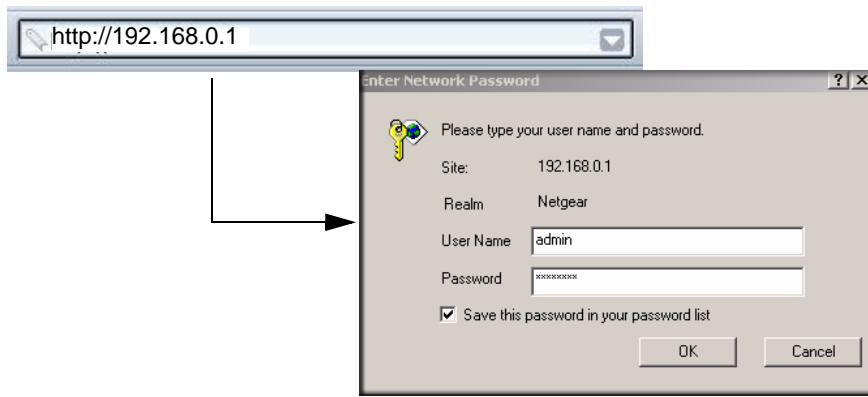 http://192.168.0.1
Enter Network Password
Please type your user name and password.
Site: 192.168.0.1
Realm Netgear
User Name admin
Password ********
Save this password in your password list
OK Cancel